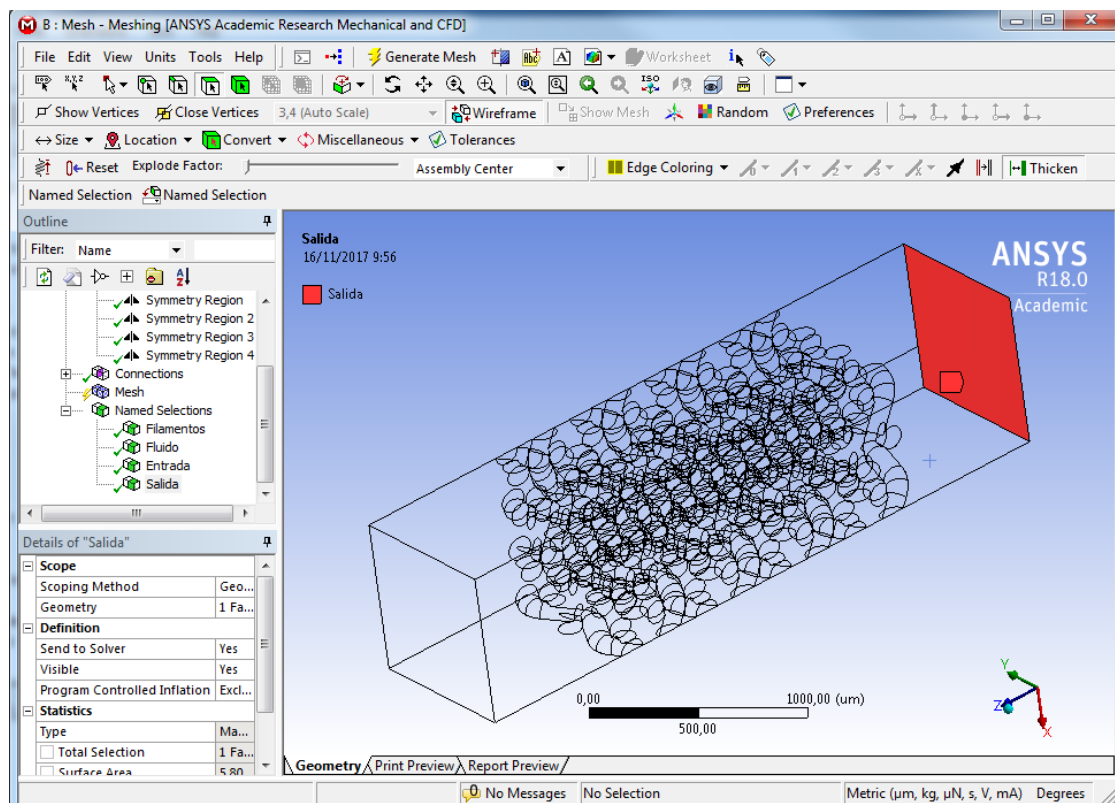 B : Mesh - Meshing [ANSYS Academic Research Mechanical and CFD]
File Edit View Units Tools Help Generate Mesh Abc A Worksheet i
Show Vertices Close Vertices 3,4 (Auto Scale) Wireframe Show Mesh Random Preferences
Size Location Convert Miscellaneous Tolerances
Reset Explode Factor: Assembly Center Edge Coloring Thicken
Named Selection Named Selection
Outline
Filter: Name
Symmetry Region
Symmetry Region 2
Symmetry Region 3
Symmetry Region 4
Connections
Mesh
Named Selections
Filamentos
Fluido
Entrada
Salida
Details of "Salida"
Scope
Scoping Method Geo...
Geometry 1 Fa...
Definition
Send to Solver Yes
Visible Yes
Program Controlled Inflation Excl...
Statistics
Type Ma...
Total Selection 1 Fa...
Surface Area 5,80
Salida
16/11/2017 9:56
Salida
ANSYS
R18.0
Academic
0,00 1000,00 (um)
500,00
Y
Z
X
Geometry Print Preview Report Preview
0 No Messages No Selection Metric (µm, kg, µN, s, V, mA) Degrees